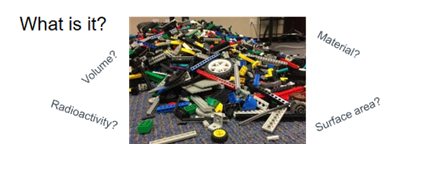 What is it?
Volume?
Material?
Radioactivity?
Surface area?